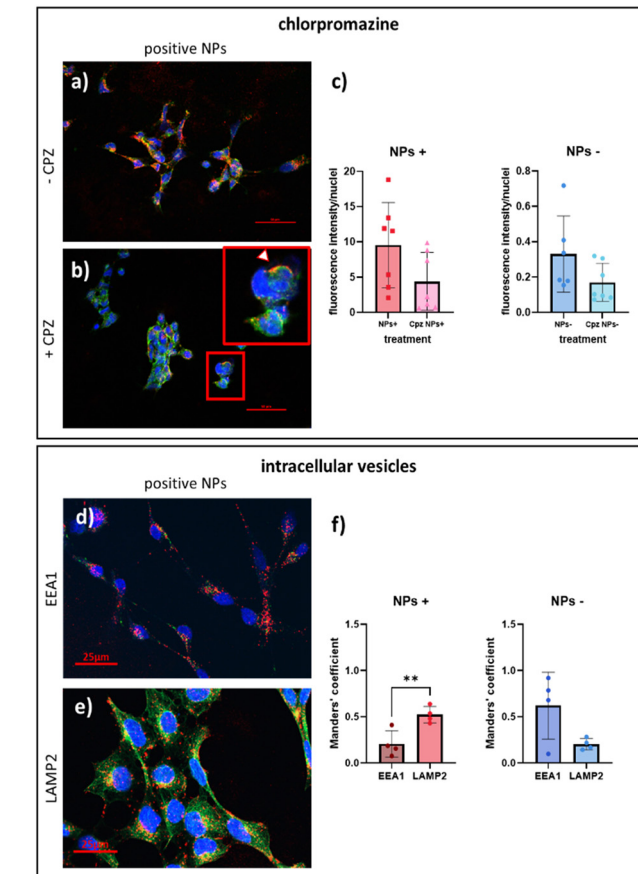 chlorpromazine
positive NPs
- CPZ
a)
+ CPZ
b)
c)
NPs +
fluorescence intensity/nuclei
20
15
10
5
0
NPs+ Cpz NPs+
treatment
NPs -
fluorescence intensity/nuclei
0.8
0.6
0.4
0.2
0.0
NPs- Cpz NPs-
treatment
intracellular vesicles
positive NPs
EEA1
d)
25µm
LAMP2
e)
25µm
f)
NPs +
Manders' coefficient
1.5
1.0
0.5
0.0
**
EEA1 LAMP2
NPs -
Manders' coefficient
1.5
1.0
0.5
0.0
EEA1 LAMP2